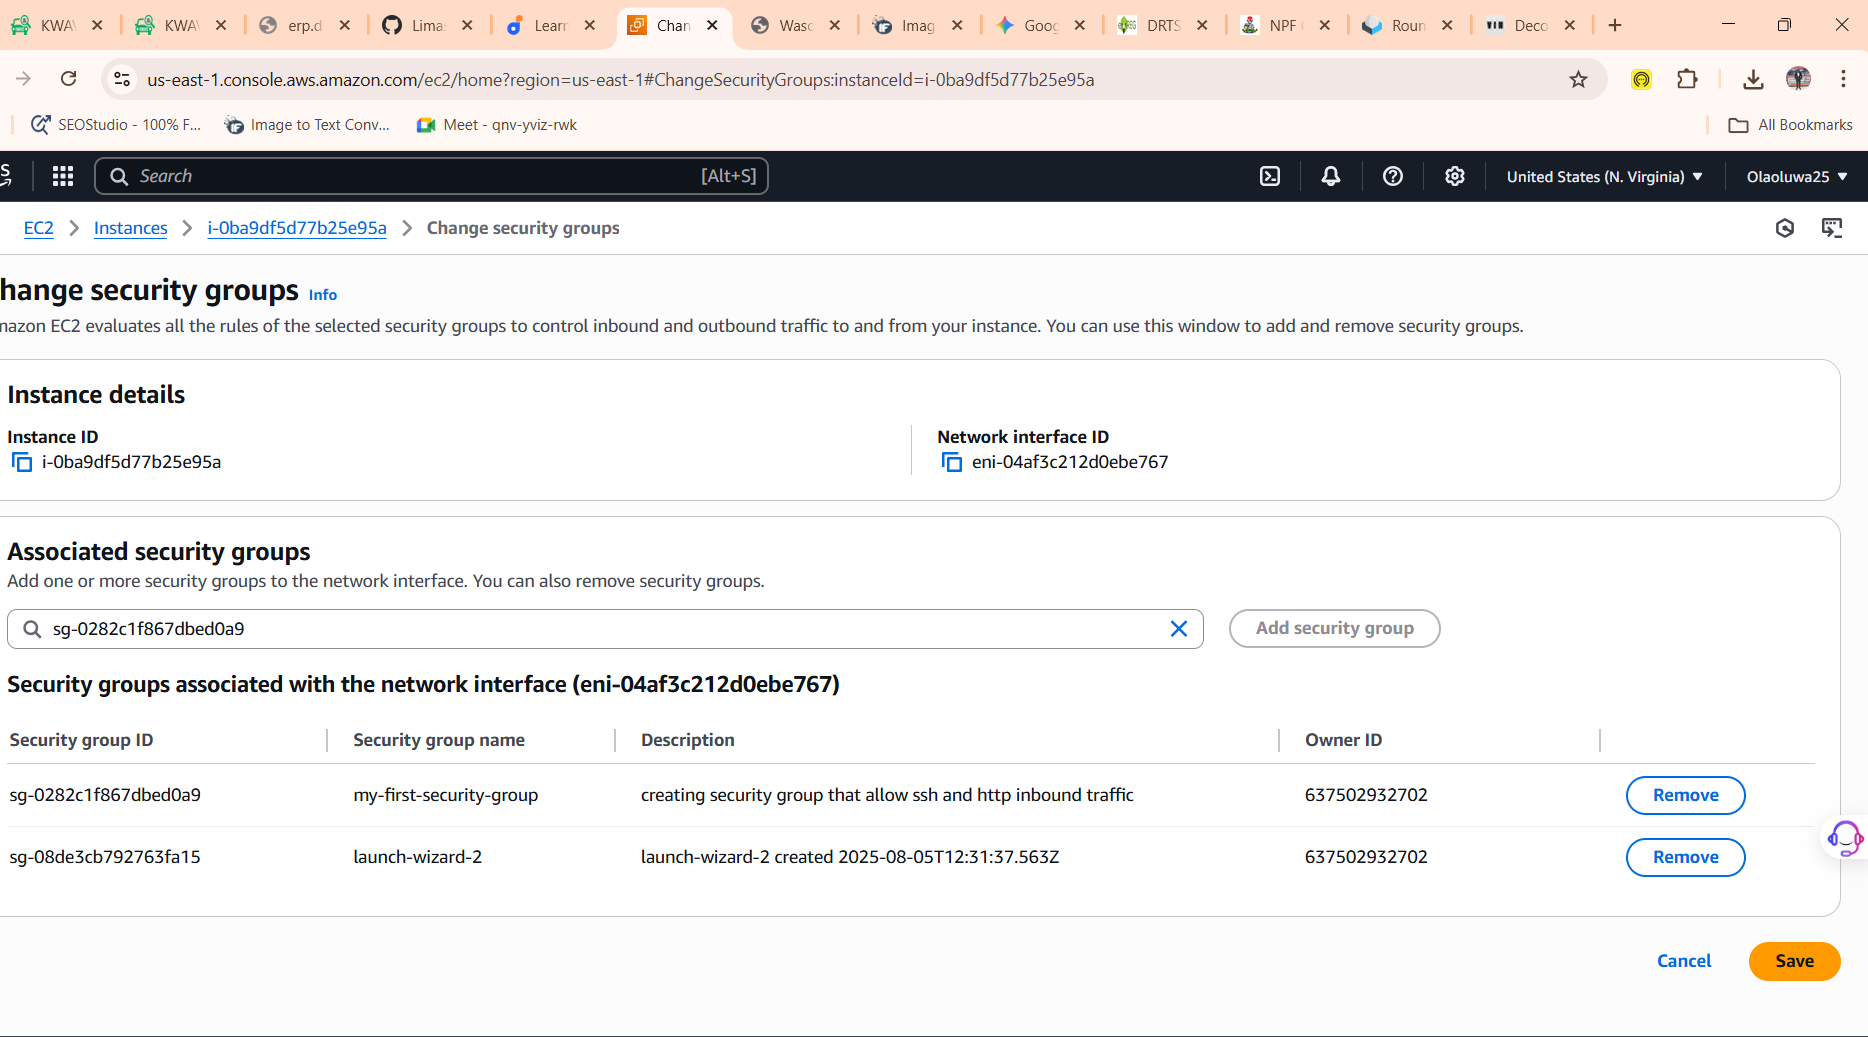 KWA
KWA
erp.d
Lima
Learn
Chan
Wasc
Imag
Goog
DRTS
NPF
Roun
Deco
us-east-1.console.aws.amazon.com/ec2/home?region=us-east-1#ChangeSecurityGroups:instanceId=i-0ba9df5d77b25e95a
SEOStudio - 100% F...
Image to Text Conv...
Meet - qnv-yviz-rwk
All Bookmarks
Search
[Alt+S]
United States (N. Virginia)
Olaoluwa25
EC2
Instances
i-0ba9df5d77b25e95a
Change security groups
hange security groups Info
mazon EC2 evaluates all the rules of the selected security groups to control inbound and outbound traffic to and from your instance. You can use this window to add and remove security groups.
Instance details
Instance ID
i-0ba9df5d77b25e95a
Network interface ID
eni-04af3c212d0ebe767
Associated security groups
Add one or more security groups to the network interface. You can also remove security groups.
sg-0282c1f867dbed0a9
Add security group
Security groups associated with the network interface (eni-04af3c212d0ebe767)
Security group ID Security group name Description Owner ID
sg-0282c1f867dbed0a9 my-first-security-group creating security group that allow ssh and http inbound traffic 637502932702 Remove
sg-08de3cb792763fa15 launch-wizard-2 launch-wizard-2 created 2025-08-05T12:31:37.563Z 637502932702 Remove
Cancel
Save